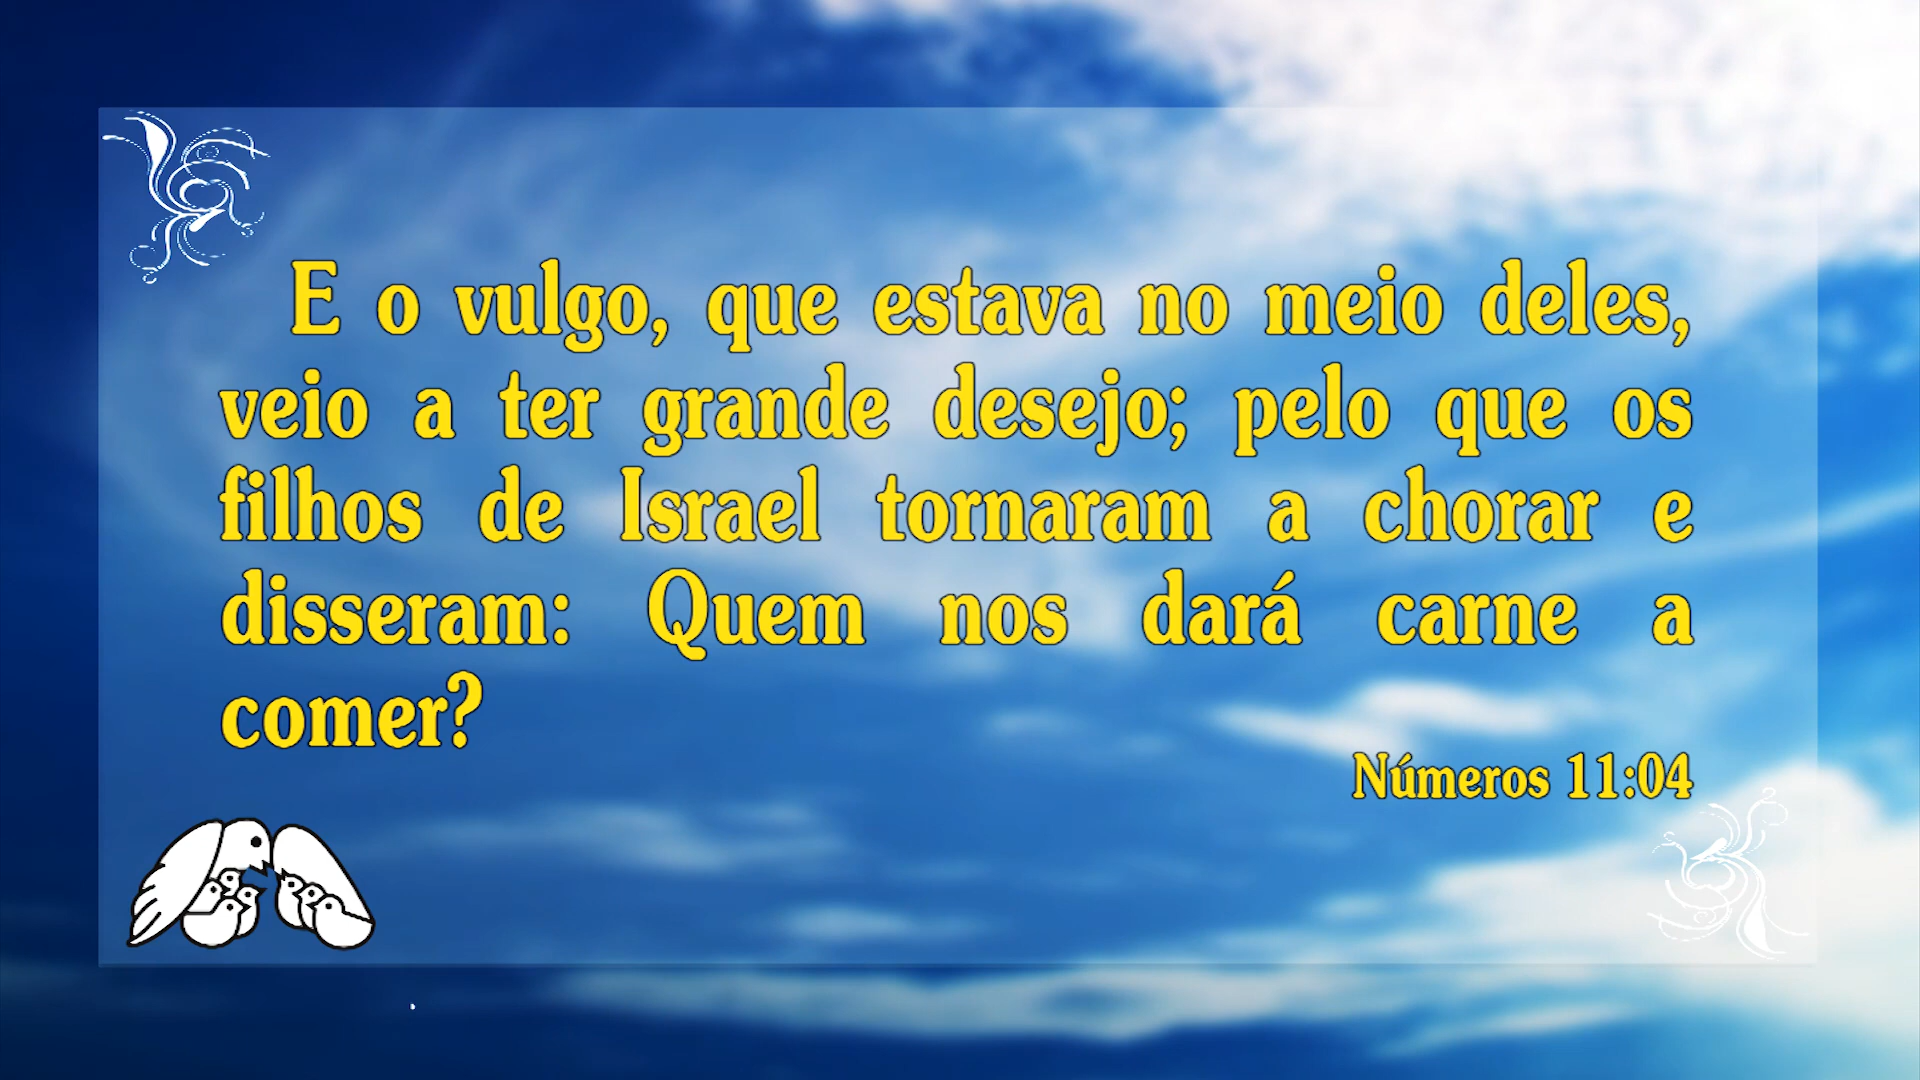 E o vulgo, que estava no meio deles,
veio a ter grande desejo; pelo que os
filhos de Israel tornaram a chorar e
disseram: Quem nos dará carne a
comer?
Números 11:04